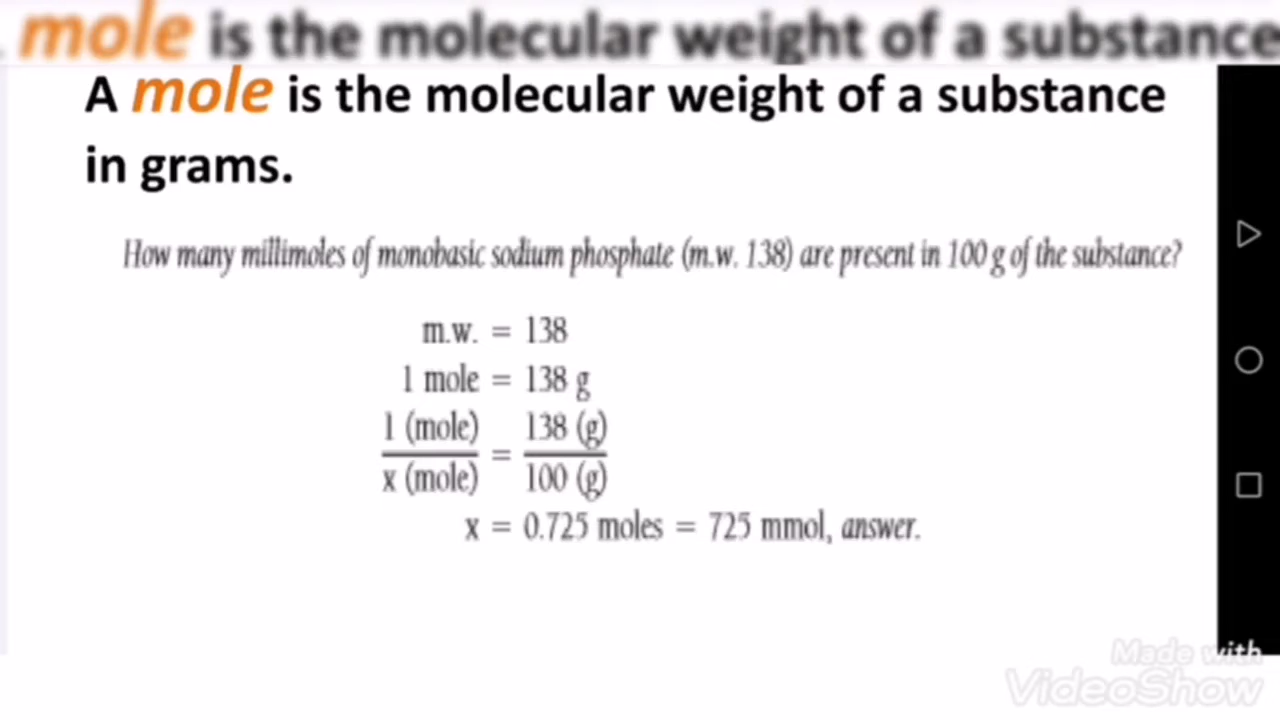 mole is the molecular weight of a substance
A mole is the molecular weight of a substance
in grams.
How many millimoles of monobasic sodium phosphate (m.w. 138) are present in 100 g of the substance?
m.w. = 138
1 mole = 138 g
1 (mole) / x (mole) = 138 (g) / 100 (g)
x = 0.725 moles = 725 mmol, answer.
Made with
VideoShow